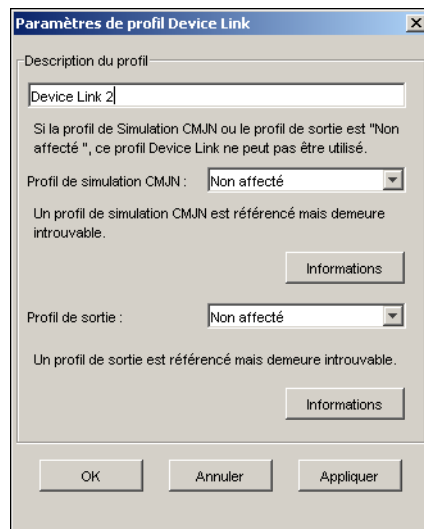 Paramètres de profil Device Link
Description du profil
Device Link 2
Si la profil de Simulation CMJN ou le profil de sortie est "Non
affecté ", ce profil Device Link ne peut pas être utilisé.
Profil de simulation CMJN : Non affecté
Un profil de simulation CMJN est référencé mais demeure
introuvable.
Informations
Profil de sortie : Non affecté
Un profil de sortie est référencé mais demeure introuvable.
Informations
OK Annuler Appliquer